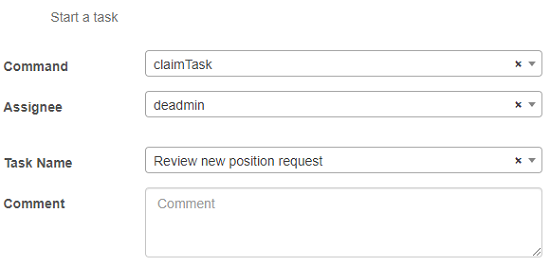 Start a task
Command
claimTask
Assignee
deadmin
Task Name
Review new position request
Comment
Comment